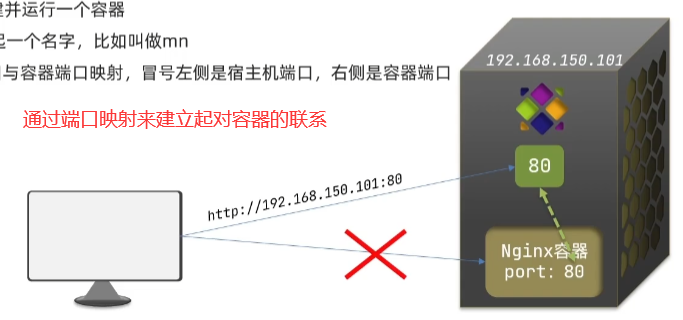 建并运行一个容器
起一个名字，比如叫做mn
口与容器端口映射，冒号左侧是宿主机端口，右侧是容器端口
通过端口映射来建立起对容器的联系
192.168.150.101
80
http://192.168.150.101:80
Nginx容器
port: 80